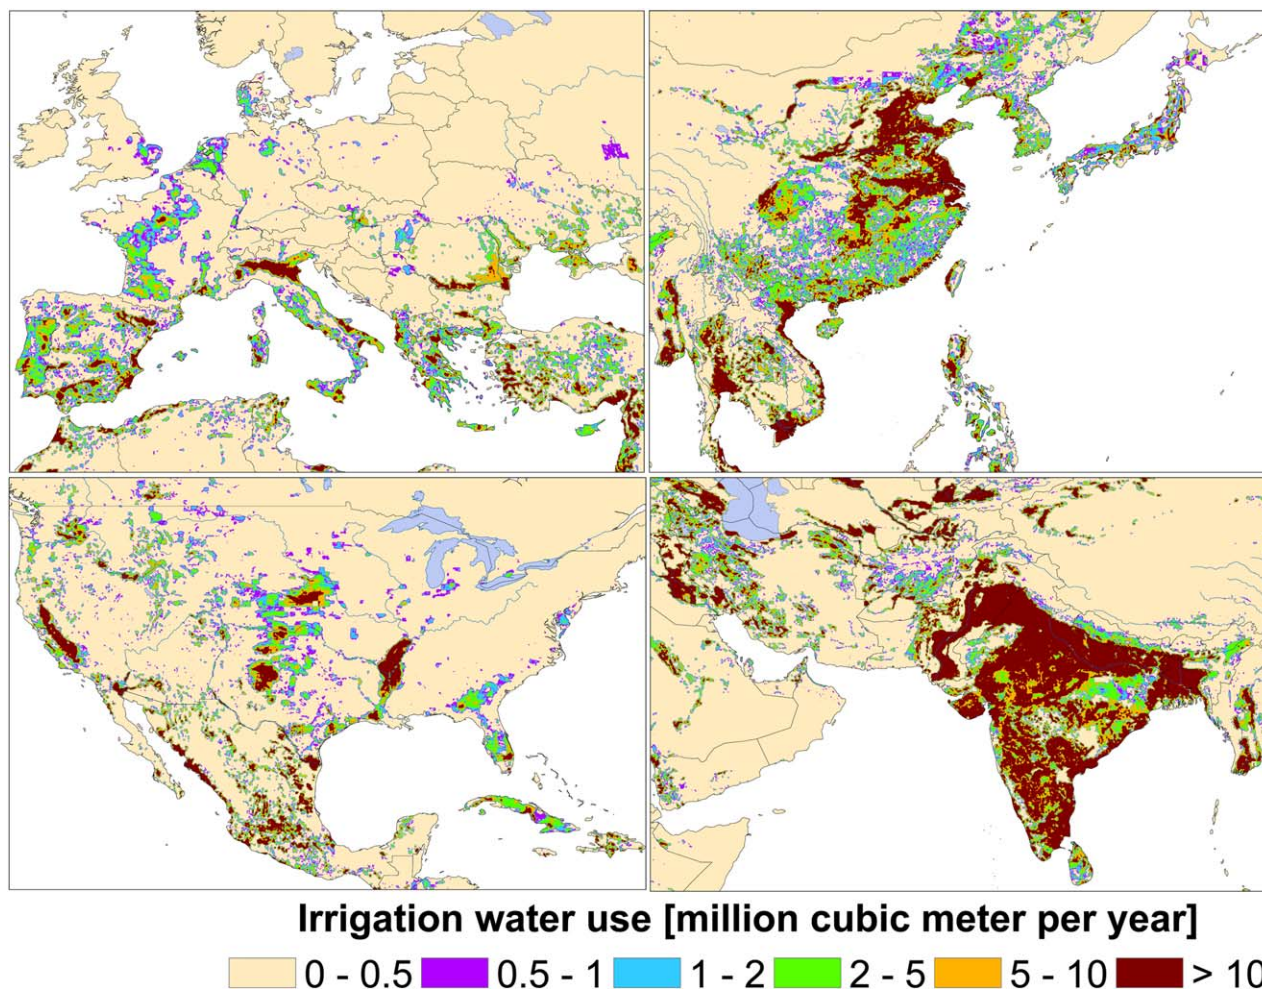 Irrigation water use [million cubic meter per year]
0 - 0.5 0.5 - 1 1 - 2 2 - 5 5 - 10 > 10